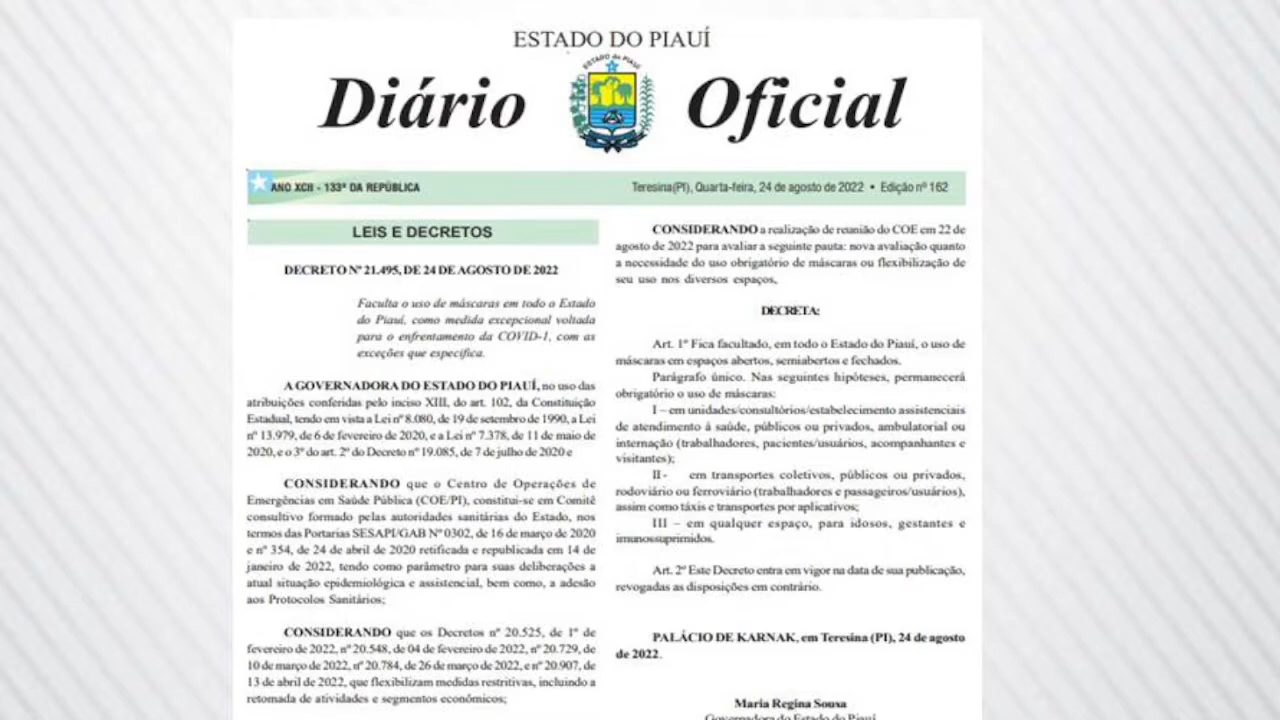 ESTADO DO PIAUÍ
Diário
ESTADO do PIAUÍ
Oficial
ANO XCII - 133º DA REPÚBLICA
Teresina(PI), Quarta-feira, 24 de agosto de 2022 • Edição nº 162
LEIS E DECRETOS
DECRETO Nº 21.495, DE 24 DE AGOSTO DE 2022
Faculta o uso de máscaras em todo o Estado
do Piauí, como medida excepcional voltada
para o enfrentamento da COVID-1, com as
exceções que especifica.
A GOVERNADORA DO ESTADO DO PIAUÍ, no uso das
atribuições conferidas pelo inciso XIII, do art. 102, da Constituição
Estadual, tendo em vista a Lei nº 8.080, de 19 de setembro de 1990, a Lei
nº 13.979, de 6 de fevereiro de 2020, e a Lei nº 7.378, de 11 de maio de
2020, e o 3º do art. 2º do Decreto nº 19.085, de 7 de julho de 2020 e
CONSIDERANDO que o Centro de Operações de
Emergências em Saúde Pública (COE/PI), constitui-se em Comitê
consultivo formado pelas autoridades sanitárias do Estado, nos
termos das Portarias SESAPI/GAB Nº 0302, de 16 de março de 2020
e nº 354, de 24 de abril de 2020 retificada e republicada em 14 de
janeiro de 2022, tendo como parâmetro para suas deliberações a
atual situação epidemiológica e assistencial, bem como, a adesão
aos Protocolos Sanitários;
CONSIDERANDO que os Decretos nº 20.525, de 1º de
fevereiro de 2022, nº 20.548, de 04 de fevereiro de 2022, nº 20.729, de
10 de março de 2022, nº 20.784, de 26 de março de 2022, e nº 20.907, de
13 de abril de 2022, que flexibilizam medidas restritivas, incluindo a
retomada de atividades e segmentos econômicos;
CONSIDERANDO a realização de reunião do COE em 22 de
agosto de 2022 para avaliar a seguinte pauta: nova avaliação quanto
a necessidade do uso obrigatório de máscaras ou flexibilização de
seu uso nos diversos espaços,
DECRETA:
Art. 1º Fica facultado, em todo o Estado do Piauí, o uso de
máscaras em espaços abertos, semiabertos e fechados.
Parágrafo único. Nas seguintes hipóteses, permanecerá
obrigatório o uso de máscaras:
I – em unidades/consultórios/estabelecimento assistenciais
de atendimento à saúde, públicos ou privados, ambulatorial ou
internação (trabalhadores, pacientes/usuários, acompanhantes e
visitantes);
II - em transportes coletivos, públicos ou privados,
rodoviário ou ferroviário (trabalhadores e passageiros/usuários),
assim como táxis e transportes por aplicativos;
III – em qualquer espaço, para idosos, gestantes e
imunossuprimidos.
Art. 2º Este Decreto entra em vigor na data de sua publicação,
revogadas as disposições em contrário.
PALÁCIO DE KARNAK, em Teresina (PI), 24 de agosto
de 2022.
Maria Regina Sousa
Governadora do Estado do Piauí